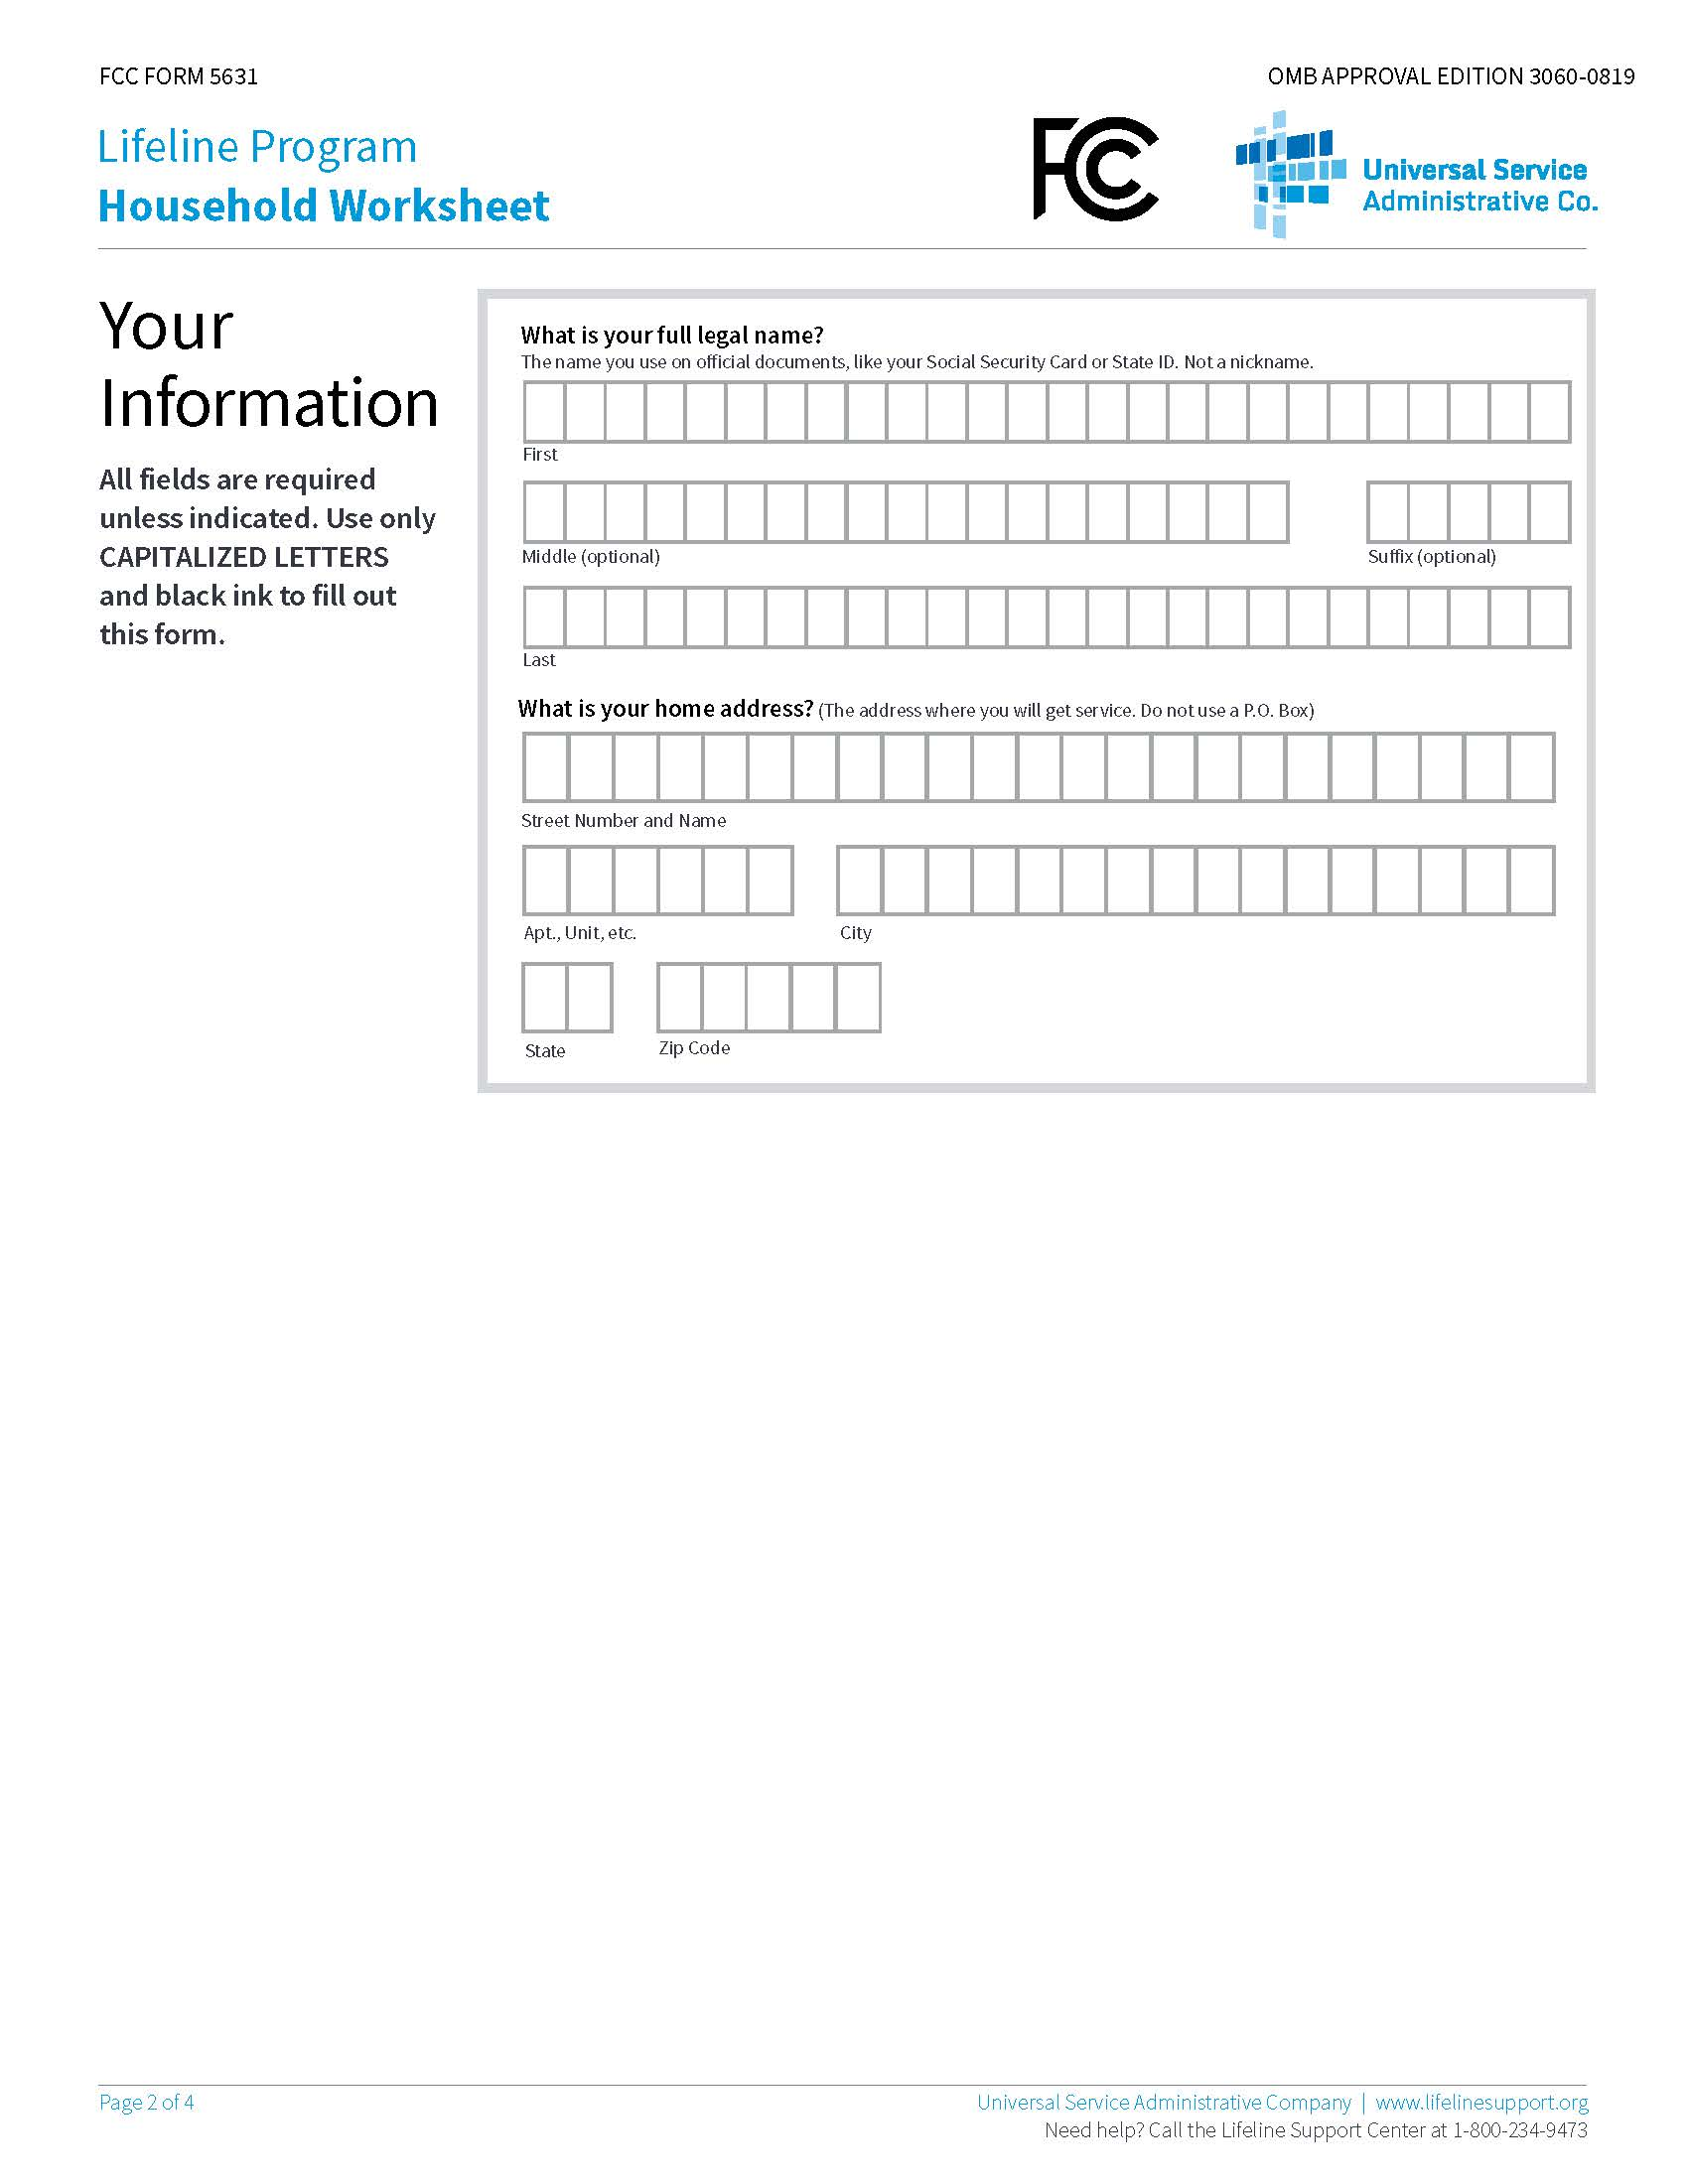 FCC FORM 5631
OMB APPROVAL EDITION 3060-0819
Lifeline Program
Household Worksheet
FCC
Universal Service
Administrative Co.
Your
Information
All fields are required
unless indicated. Use only
CAPITALIZED LETTERS
and black ink to fill out
this form.
What is your full legal name?
The name you use on official documents, like your Social Security Card or State ID. Not a nickname.
First
Middle (optional)
Suffix (optional)
Last
What is your home address? (The address where you will get service. Do not use a P.O. Box)
Street Number and Name
Apt., Unit, etc.
City
State
Zip Code
Page 2 of 4
Universal Service Administrative Company | www.lifelinesupport.org
Need help? Call the Lifeline Support Center at 1-800-234-9473